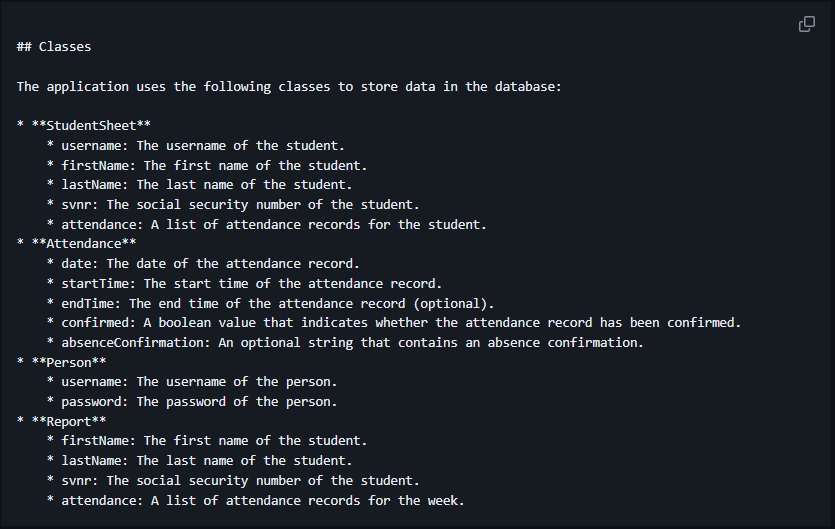 ## Classes
The application uses the following classes to store data in the database:
* **StudentSheet**
    * username: The username of the student.
    * firstName: The first name of the student.
    * lastName: The last name of the student.
    * svnr: The social security number of the student.
    * attendance: A list of attendance records for the student.
* **Attendance**
    * date: The date of the attendance record.
    * startTime: The start time of the attendance record.
    * endTime: The end time of the attendance record (optional).
    * confirmed: A boolean value that indicates whether the attendance record has been confirmed.
    * absenceConfirmation: An optional string that contains an absence confirmation.
* **Person**
    * username: The username of the person.
    * password: The password of the person.
* **Report**
    * firstName: The first name of the student.
    * lastName: The last name of the student.
    * svnr: The social security number of the student.
    * attendance: A list of attendance records for the week.